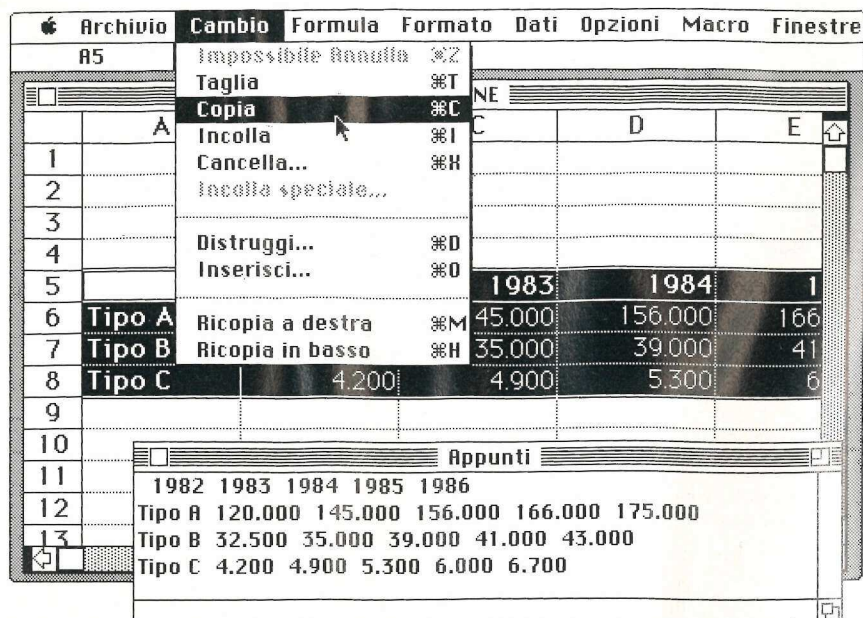 Archivio Cambio Formula Formato Dati Opzioni Macro Finestre
A5
Impossibile Annulla ⌘Z
Taglia ⌘T
Copia ⌘C
Incolla ⌘I
Cancella... ⌘X
Incolla speciale...
Distruggi... ⌘D
Inserisci... ⌘O
Ricopia a destra ⌘M
Ricopia in basso ⌘H
NE
A C D E
1
2
3
4
5 1983 1984 1
6 Tipo A 45.000 156.000 166
7 Tipo B 35.000 39.000 41
8 Tipo C 4.200 4.900 5.300 6
9
10
11
12
13
Appunti
1982 1983 1984 1985 1986
Tipo A 120.000 145.000 156.000 166.000 175.000
Tipo B 32.500 35.000 39.000 41.000 43.000
Tipo C 4.200 4.900 5.300 6.000 6.700